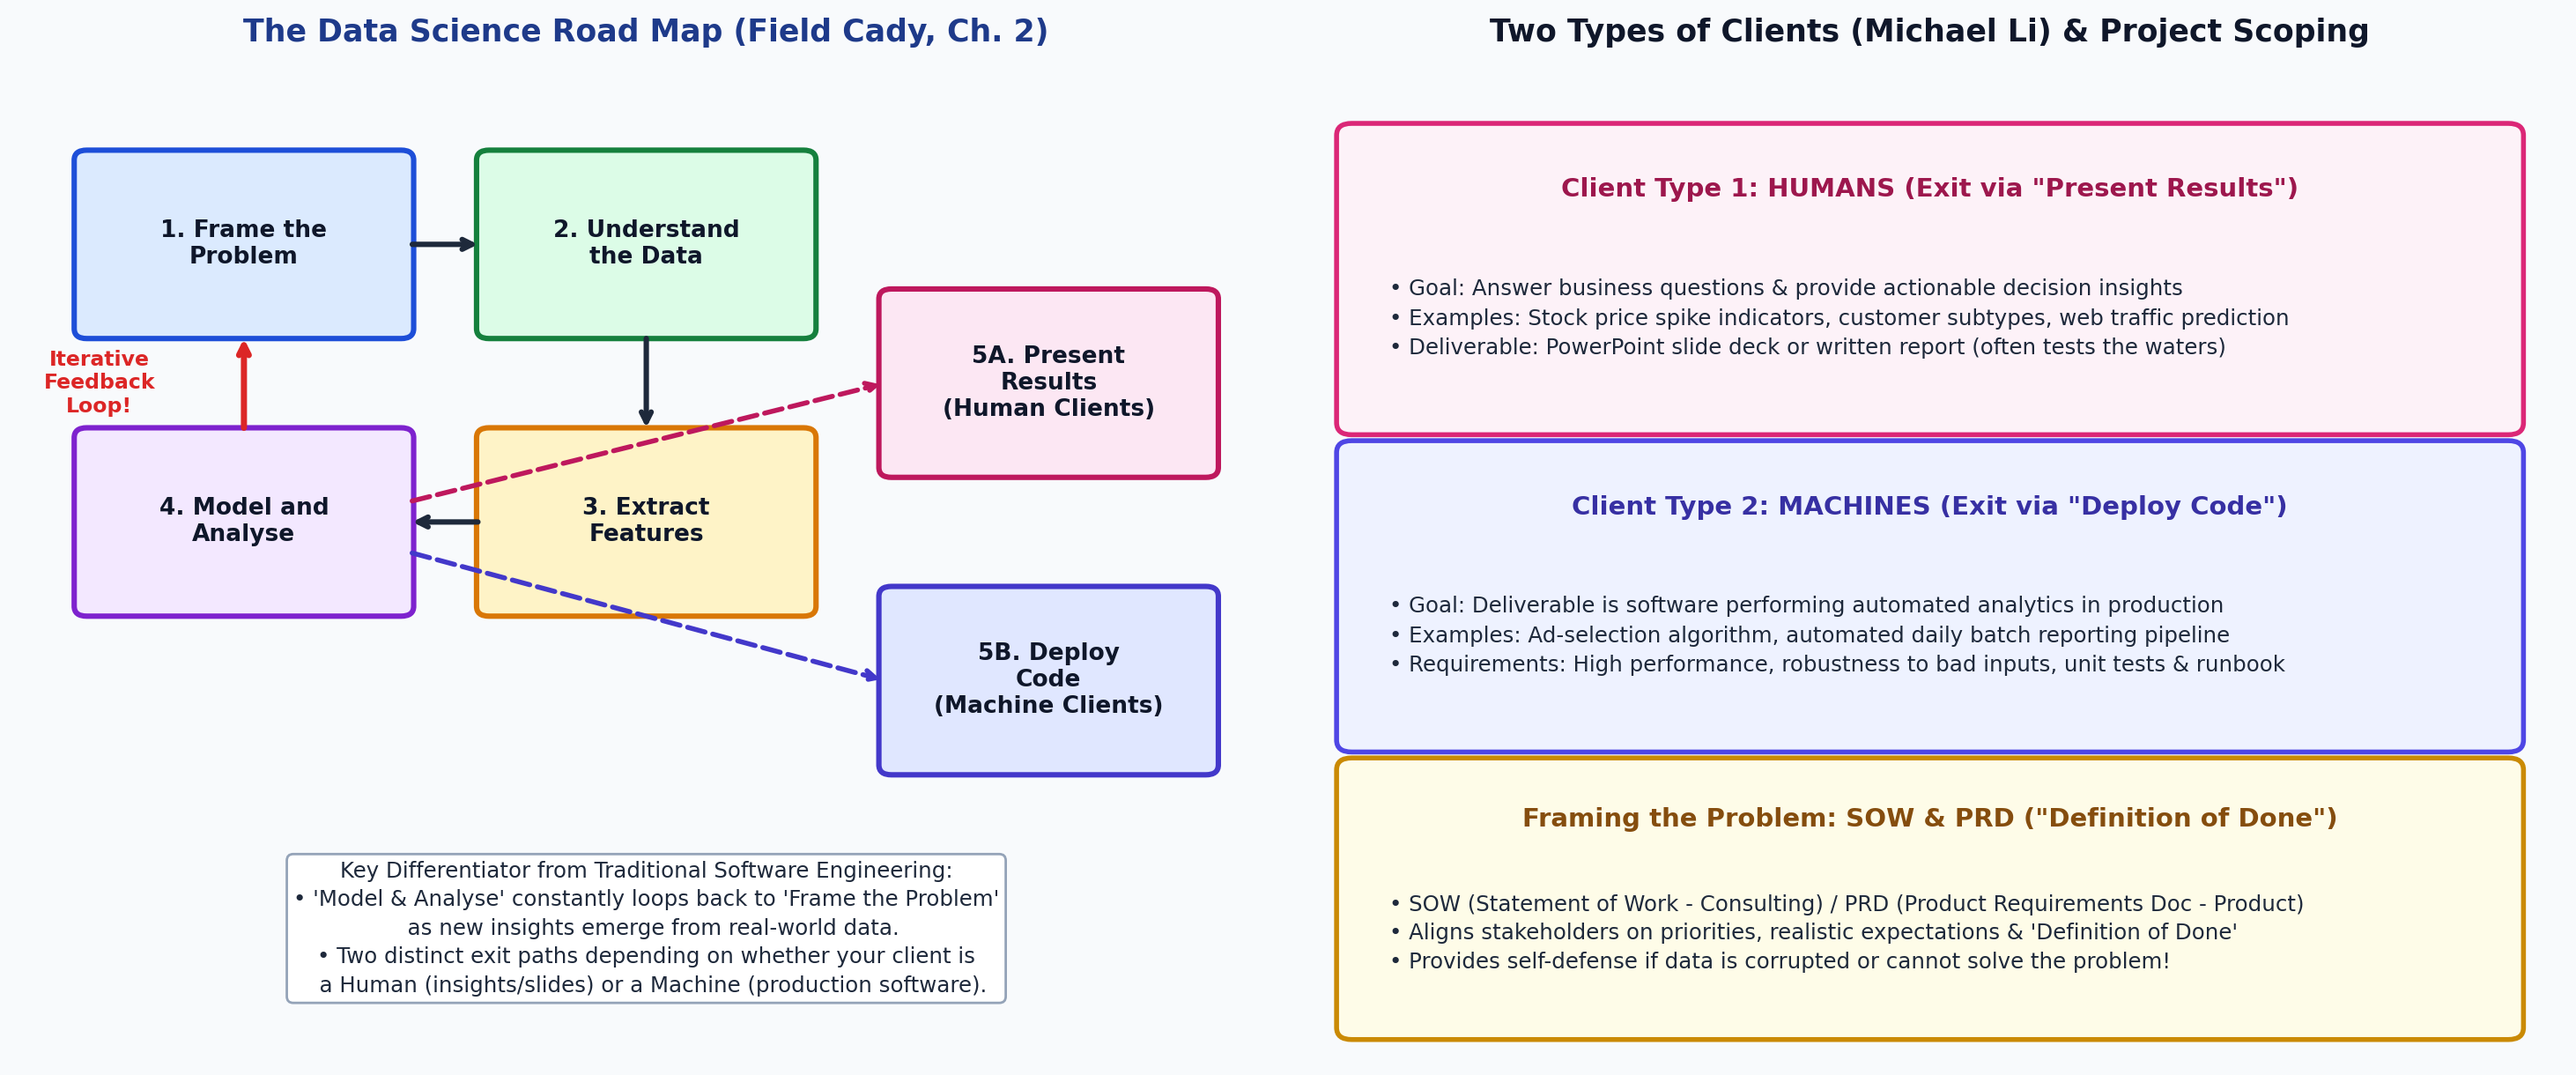 The Data Science Road Map (Field Cady, Ch. 2)
1. Frame the
Problem
2. Understand
the Data
Iterative
Feedback
Loop!
5A. Present
Results
(Human Clients)
4. Model and
Analyse
3. Extract
Features
5B. Deploy
Code
(Machine Clients)
Key Differentiator from Traditional Software Engineering:
• 'Model & Analyse' constantly loops back to 'Frame the Problem'
as new insights emerge from real-world data.
• Two distinct exit paths depending on whether your client is
a Human (insights/slides) or a Machine (production software).
Two Types of Clients (Michael Li) & Project Scoping
Client Type 1: HUMANS (Exit via "Present Results")
• Goal: Answer business questions & provide actionable decision insights
• Examples: Stock price spike indicators, customer subtypes, web traffic prediction
• Deliverable: PowerPoint slide deck or written report (often tests the waters)
Client Type 2: MACHINES (Exit via "Deploy Code")
• Goal: Deliverable is software performing automated analytics in production
• Examples: Ad-selection algorithm, automated daily batch reporting pipeline
• Requirements: High performance, robustness to bad inputs, unit tests & runbook
Framing the Problem: SOW & PRD ("Definition of Done")
• SOW (Statement of Work - Consulting) / PRD (Product Requirements Doc - Product)
• Aligns stakeholders on priorities, realistic expectations & 'Definition of Done'
• Provides self-defense if data is corrupted or cannot solve the problem!